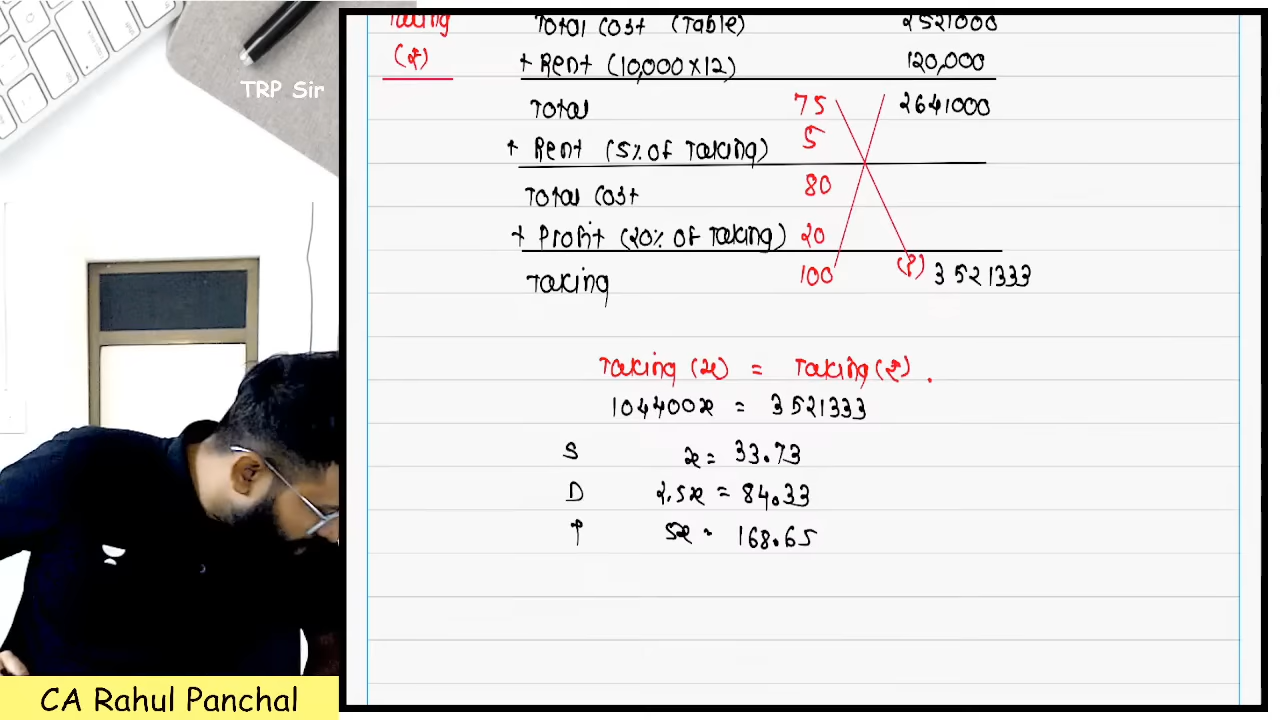 TRP Sir
CA Rahul Panchal
Taking
(₹)
Total Cost (Table) 2521000
+ Rent (10,000×12) 120,000
Total 75 2641000
+ Rent (5% of Taking) 5
Total Cost 80
+ Profit (20% of Taking) 20
Taking 100 (₹) 3521333
Taking (x) = Taking (₹).
104400x = 3521333
S x = 33.73
D 2.5x = 84.33
T 5x = 168.65